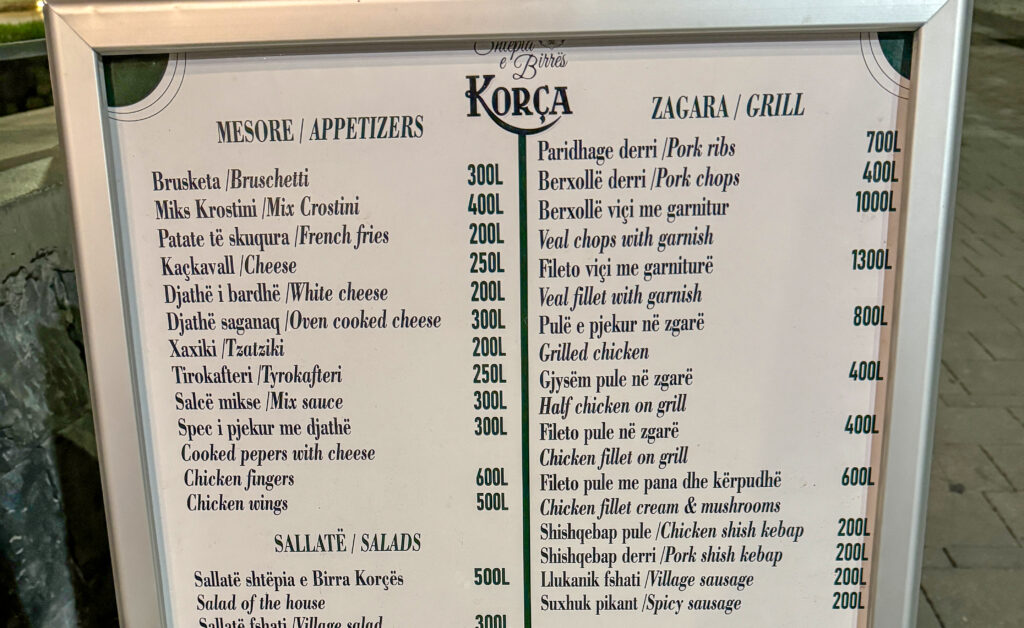 Shtëpia
e Birrës
KORÇA
MESORE / APPETIZERS
Brusketa /Bruschetti 300L
Miks Krostini /Mix Crostini 400L
Patate të skuqura /French fries 200L
Kaçkavall /Cheese 250L
Djathë i bardhë /White cheese 200L
Djathë saganaq /Oven cooked cheese 300L
Xaxiki /Tzatziki 200L
Tirokafteri /Tyrokafteri 250L
Salcë mikse /Mix sauce 300L
Spec i pjekur me djathë 300L
Cooked pepers with cheese
Chicken fingers 600L
Chicken wings 500L
SALLATË / SALADS
Sallatë shtëpia e Birra Korçës 500L
Salad of the house
Sallatë fshati /Village salad 300L
ZAGARA / GRILL
Paridhage derri /Pork ribs 700L
Berxollë derri /Pork chops 400L
Berxollë viçi me garnitur 1000L
Veal chops with garnish
Fileto viçi me garniturë 1300L
Veal fillet with garnish
Pulë e pjekur në zgarë 800L
Grilled chicken
Gjysëm pule në zgarë 400L
Half chicken on grill
Fileto pule në zgarë 400L
Chicken fillet on grill
Fileto pule me pana dhe kërpudhë 600L
Chicken fillet cream & mushrooms
Shishqebap pule /Chicken shish kebap 200L
Shishqebap derri /Pork shish kebap 200L
Llukanik fshati /Village sausage 200L
Suxhuk pikant /Spicy sausage 200L